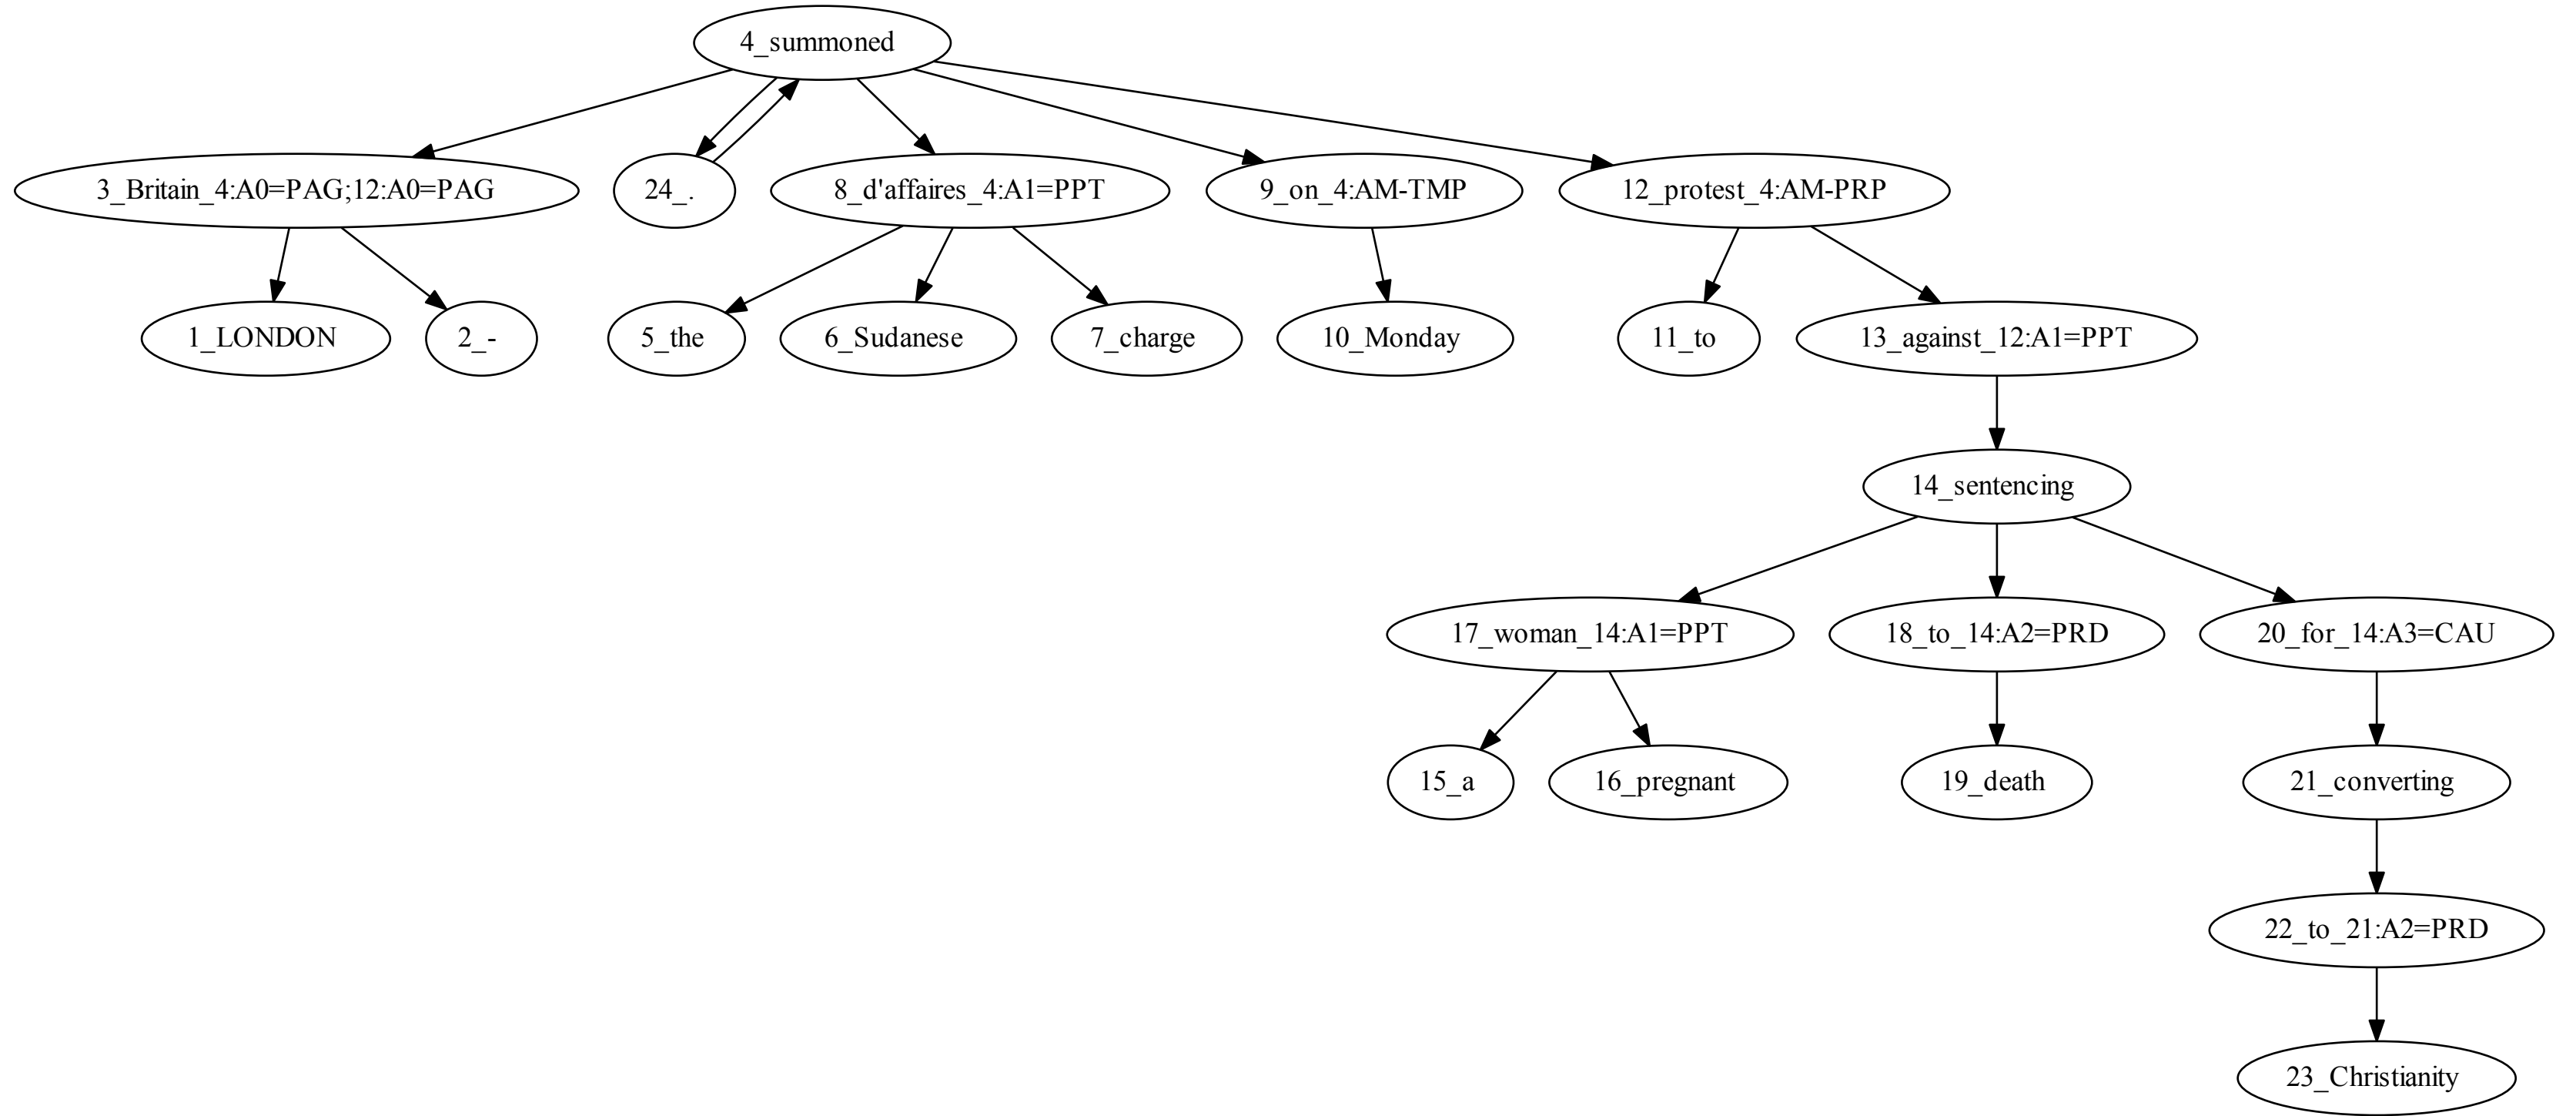 4_summoned
3_Britain_4:A0=PAG;12:A0=PAG
24_.
8_d'affaires_4:A1=PPT
9_on_4:AM-TMP
12_protest_4:AM-PRP
1_LONDON
2_-
5_the
6_Sudanese
7_charge
10_Monday
11_to
13_against_12:A1=PPT
14_sentencing
17_woman_14:A1=PPT
18_to_14:A2=PRD
20_for_14:A3=CAU
15_a
16_pregnant
19_death
21_converting
22_to_21:A2=PRD
23_Christianity